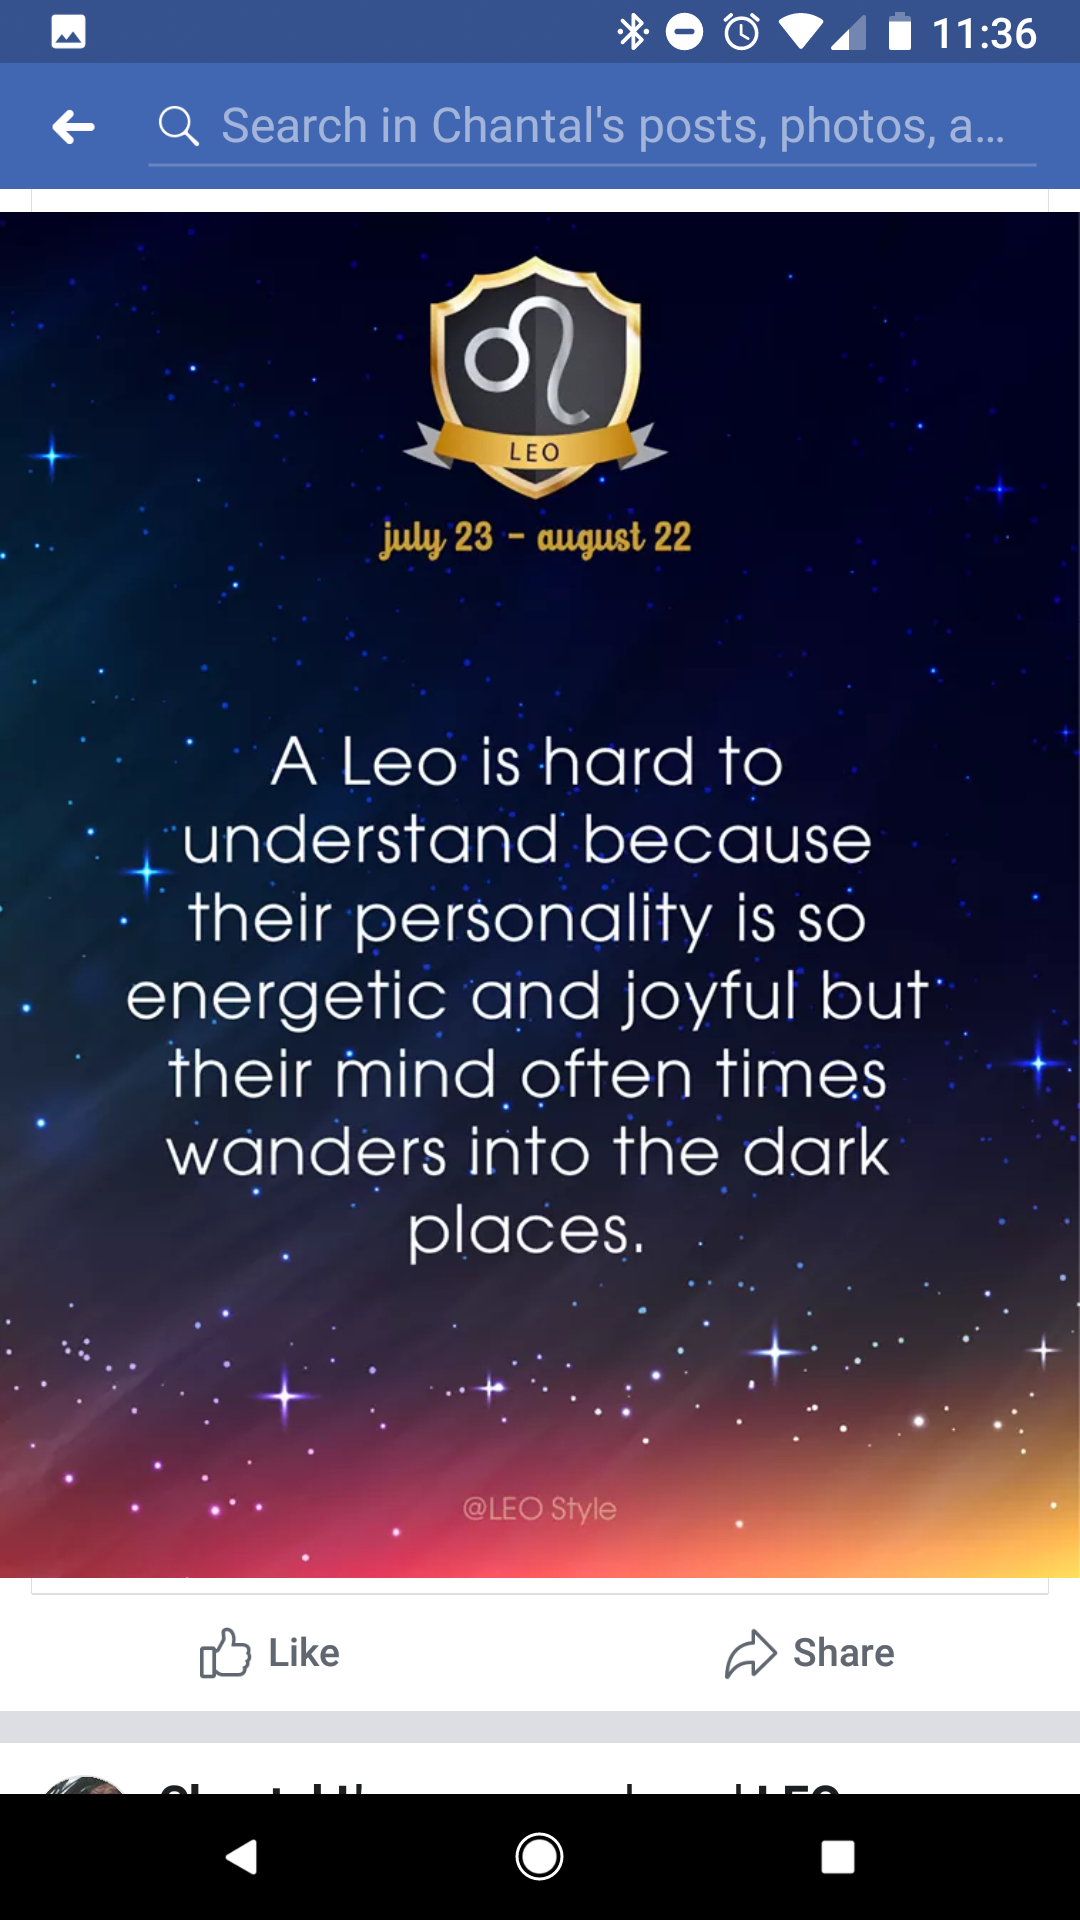 11:36
Search in Chantal's posts, photos, a...
LEO
july 23 - august 22
A Leo is hard to
understand because
their personality is so
energetic and joyful but
their mind often times
wanders into the dark
places.
@LEO Style
Like
Share
LEO